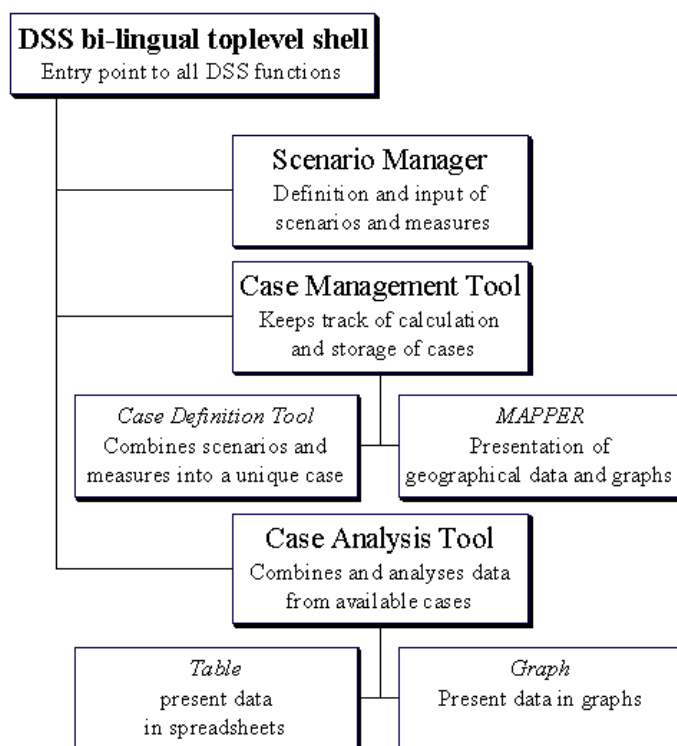 DSS bi-lingual toplevel shell
Entry point to all DSS functions
Scenario Manager
Definition and input of
scenarios and measures
Case Management Tool
Keeps track of calculation
and storage of cases
Case Definition Tool
Combines scenarios and
measures into a unique case
MAPPER
Presentation of
geographical data and graphs
Case Analysis Tool
Combines and analyses data
from available cases
Table
present data
in spreadsheets
Graph
Present data in graphs